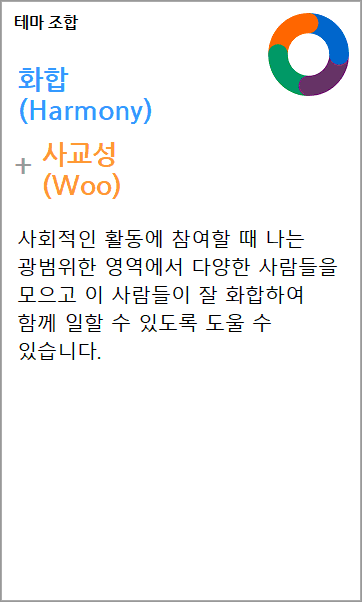 테마 조합
화합
(Harmony)
+ 사교성
(Woo)
사회적인 활동에 참여할 때 나는
광범위한 영역에서 다양한 사람들을
모으고 이 사람들이 잘 화합하여
함께 일할 수 있도록 도울 수
있습니다.